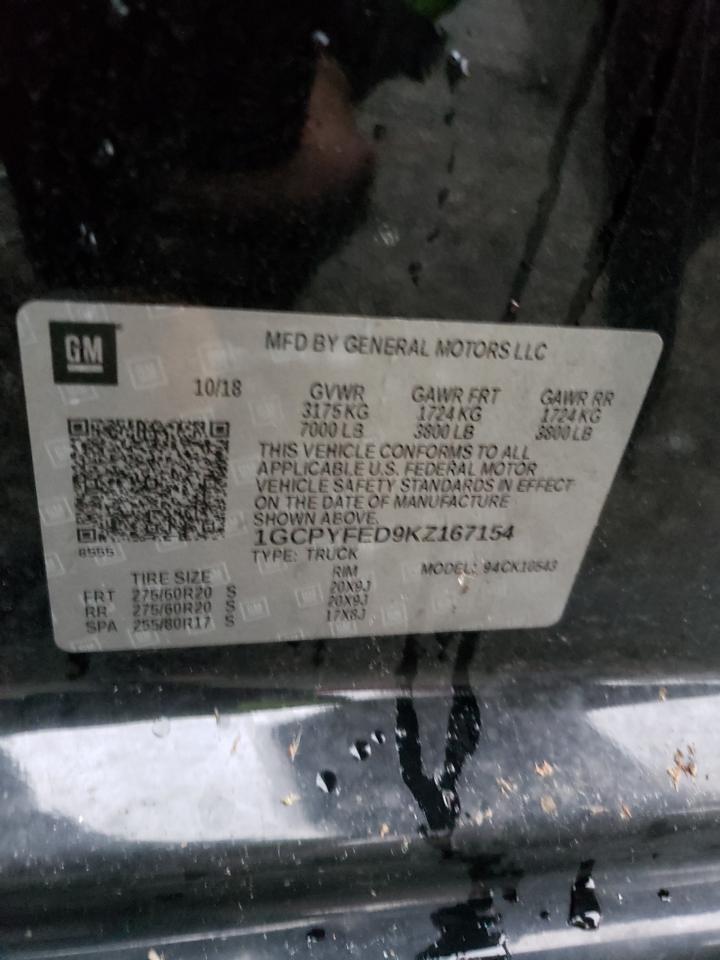 GM
MFD BY GENERAL MOTORS LLC
10/18 GVWR GAWR FRT GAWR RR
3175 KG 1724 KG 1724 KG
7000 LB 3800 LB 3800 LB
THIS VEHICLE CONFORMS TO ALL
APPLICABLE U.S. FEDERAL MOTOR
VEHICLE SAFETY STANDARDS IN EFFECT
ON THE DATE OF MANUFACTURE
SHOWN ABOVE.
8555
1GCPYFED9KZ167154
TYPE: TRUCK MODEL: 94CK10543
TIRE SIZE RIM
FRT 275/60R20 S 20X9J
RR 275/60R20 S 20X9J
SPA 255/80R17 S 17X8J